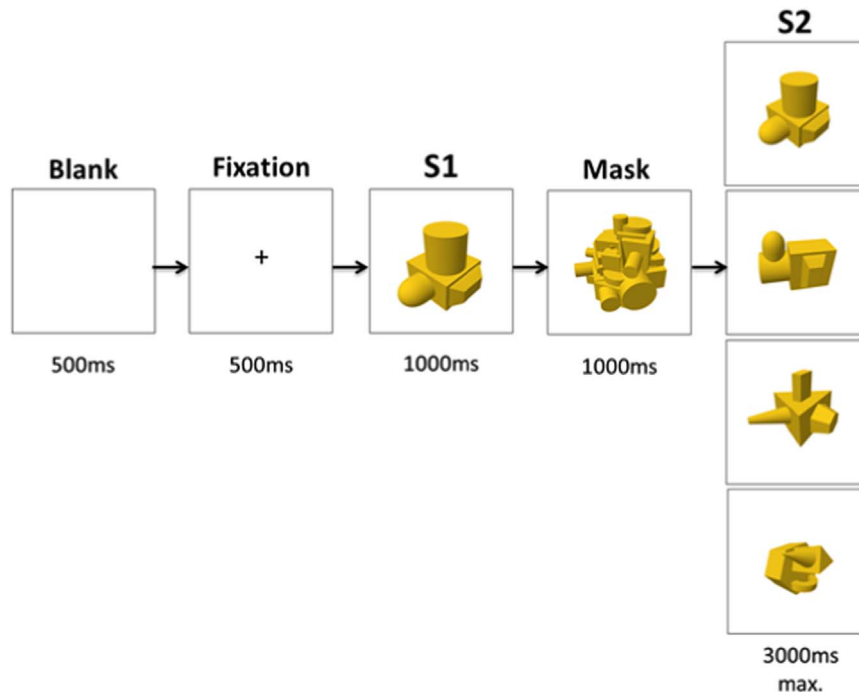 S2
Blank
Fixation
S1
Mask
+
500ms
500ms
1000ms
1000ms
3000ms
max.